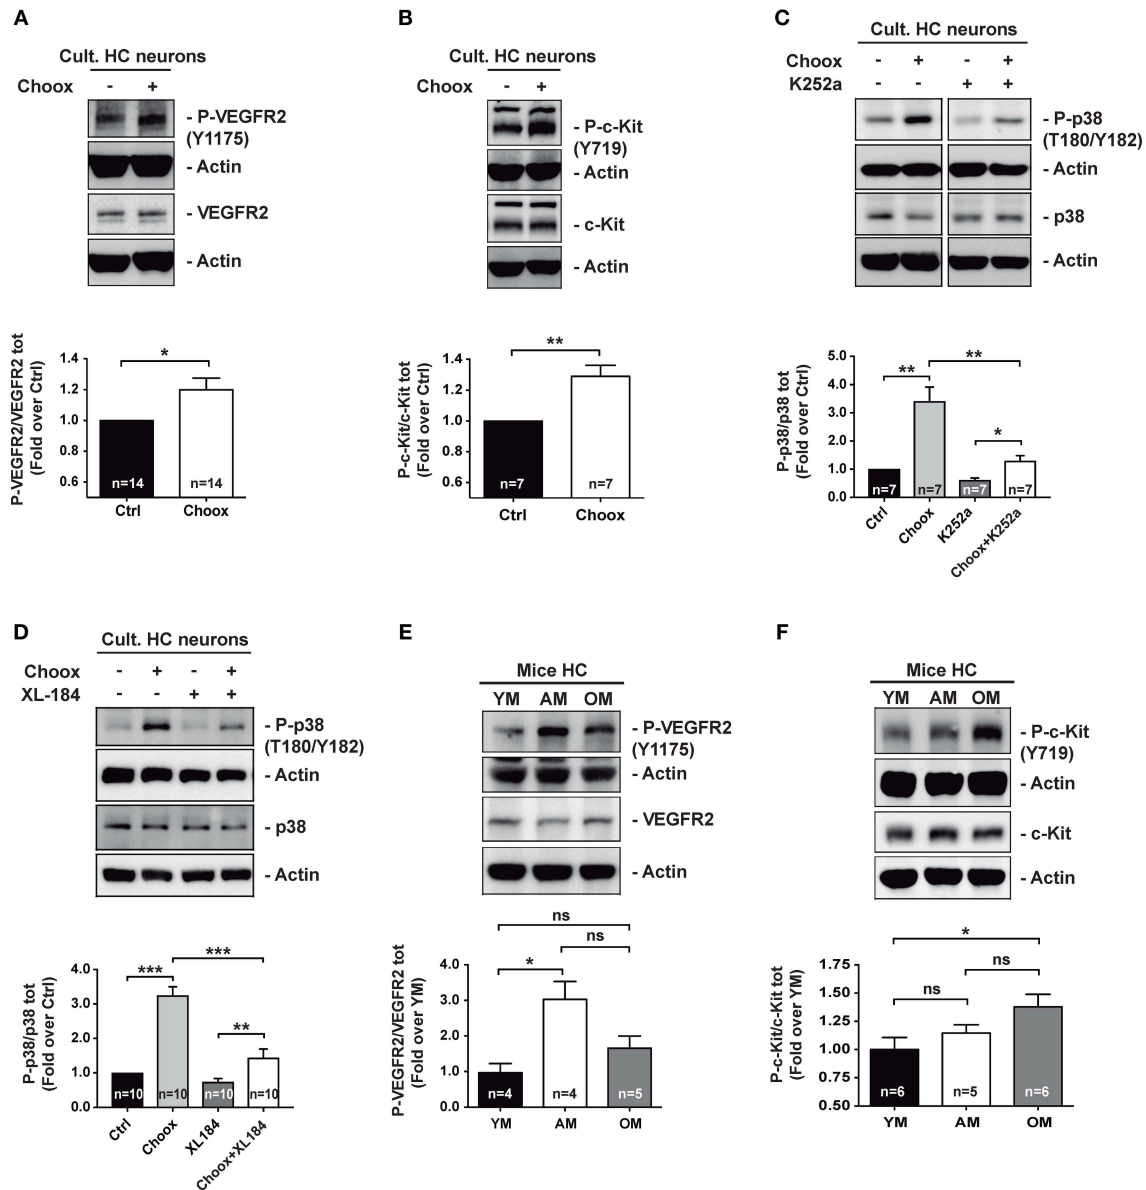 A
Cult. HC neurons
Choox - +
- P-VEGFR2
(Y1175)
- Actin
- VEGFR2
- Actin
P-VEGFR2/VEGFR2 tot
(Fold over Ctrl)
1.4
1.2
1.0
0.8
0.6
*
n=14
n=14
Ctrl Choox
B
Cult. HC neurons
Choox - +
- P-c-Kit
(Y719)
- Actin
- c-Kit
- Actin
P-c-Kit/c-Kit tot
(Fold over Ctrl)
1.4
1.2
1.0
0.8
0.6
**
n=7
n=7
Ctrl Choox
C
Cult. HC neurons
Choox - + - +
K252a - - + +
- P-p38
(T180/Y182)
- Actin
- p38
- Actin
P-p38/p38 tot
(Fold over Ctrl)
5.0
4.0
3.0
2.0
1.0
0.0
**
**
*
n=7
n=7
n=7
n=7
Ctrl
Choox
K252a
Choox+K252a
D
Cult. HC neurons
Choox - + - +
XL-184 - - + +
- P-p38
(T180/Y182)
- Actin
- p38
- Actin
P-p38/p38 tot
(Fold over Ctrl)
4.0
3.0
2.0
1.0
0.0
***
***
**
n=10
n=10
n=10
n=10
Ctrl
Choox
XL184
Choox+XL184
E
Mice HC
YM AM OM
- P-VEGFR2
(Y1175)
- Actin
- VEGFR2
- Actin
P-VEGFR2/VEGFR2 tot
(Fold over YM)
4.0
3.0
2.0
1.0
0.0
ns
ns
*
n=4
n=4
n=5
YM AM OM
F
Mice HC
YM AM OM
- P-c-Kit
(Y719)
- Actin
- c-Kit
- Actin
P-c-Kit/c-Kit tot
(Fold over YM)
1.75
1.50
1.25
1.00
0.75
0.50
*
ns
ns
n=6
n=5
n=6
YM AM OM